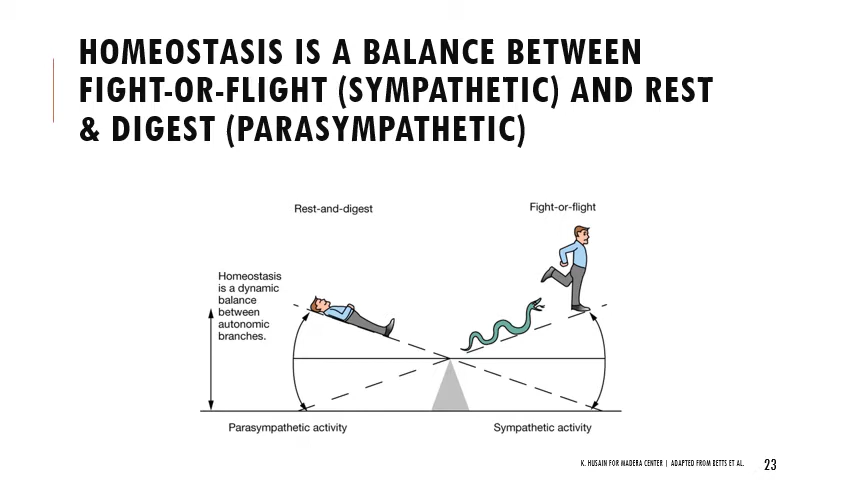 HOMEOSTASIS IS A BALANCE BETWEEN
FIGHT-OR-FLIGHT (SYMPATHETIC) AND REST
& DIGEST (PARASYMPATHETIC)
Rest-and-digest
Fight-or-flight
Homeostasis
is a dynamic
balance
between
autonomic
branches.
Parasympathetic activity
Sympathetic activity
K. HUSAIN FOR MADERA CENTER | ADAPTED FROM BETTS ET AL.
23